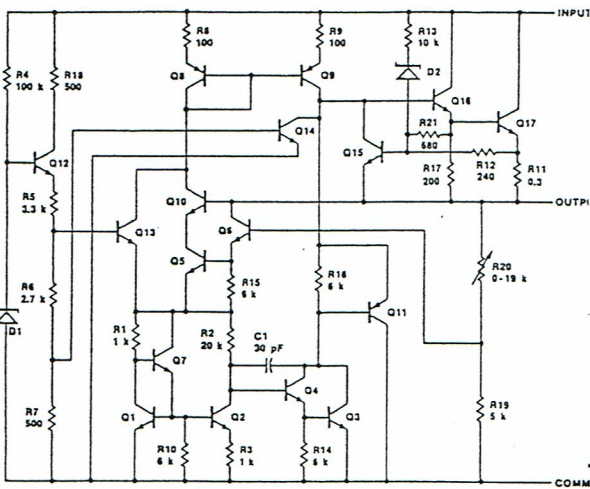 INPUT
R8
100
R9
100
R13
10 k
R4
100 k
R18
500
Q8
Q9
D2
Q16
Q14
R21
680
Q17
Q12
Q15
R17
200
R12
240
R11
0.3
R5
3.3 k
Q10
OUTPU
Q13
Q6
Q5
R20
0-19 k
R6
2.7 k
R15
6 k
R16
6 k
D1
R1
1 k
R2
20 k
C1
30 pF
Q11
Q7
Q4
R7
500
Q1
Q2
Q3
R19
5 k
R10
6 k
R3
1 k
R14
5 k
COMM